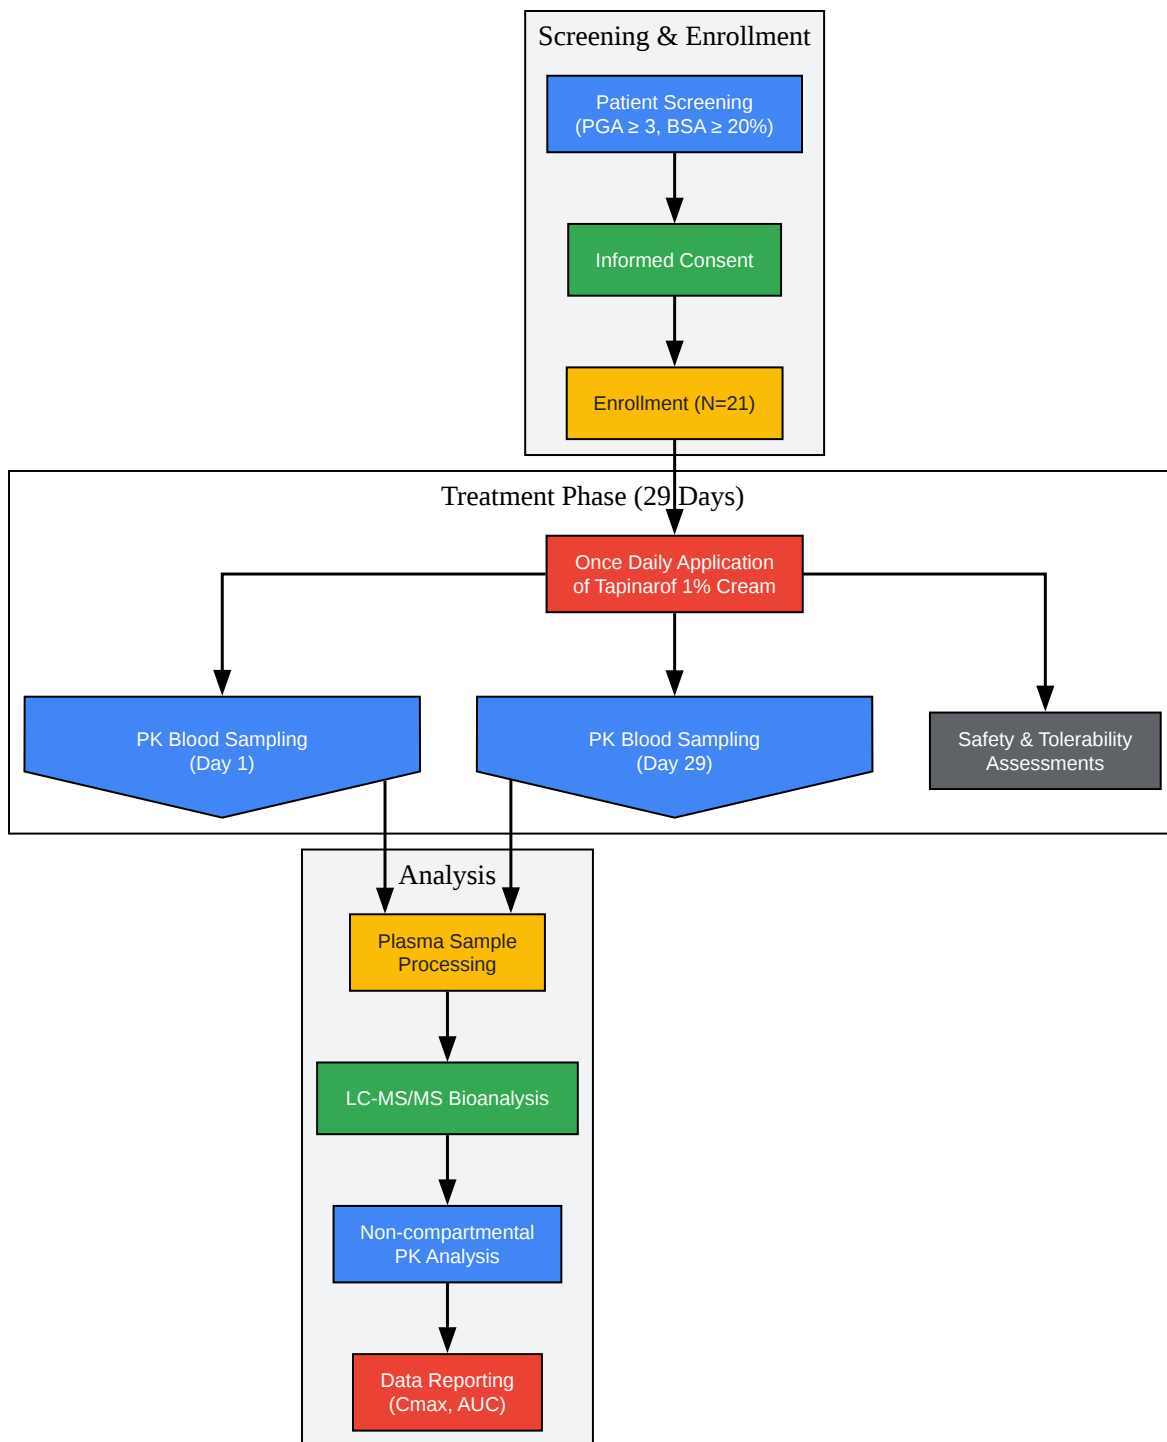 Screening & Enrollment
Patient Screening
(PGA ≥ 3, BSA ≥ 20%)
Informed Consent
Enrollment (N=21)
Treatment Phase (29 Days)
Once Daily Application
of Tapinarof 1% Cream
PK Blood Sampling
(Day 1)
PK Blood Sampling
(Day 29)
Safety & Tolerability
Assessments
Analysis
Plasma Sample
Processing
LC-MS/MS Bioanalysis
Non-compartmental
PK Analysis
Data Reporting
(Cmax, AUC)